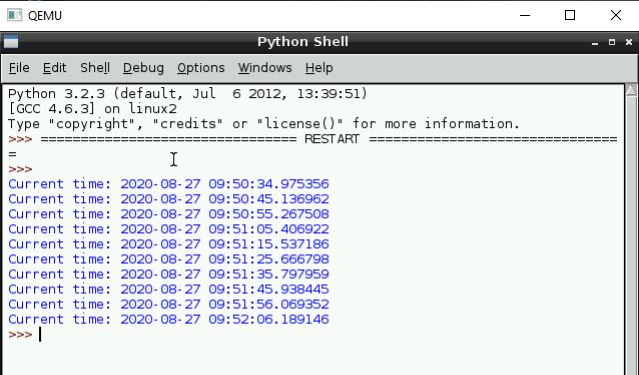 QEMU
Python Shell
File Edit Shell Debug Options Windows Help
Python 3.2.3 (default, Jul  6 2012, 13:39:51)
[GCC 4.6.3] on linux2
Type "copyright", "credits" or "license()" for more information.
>>> ================================ RESTART ===============================
=
>>>
Current time: 2020-08-27 09:50:34.975356
Current time: 2020-08-27 09:50:45.136962
Current time: 2020-08-27 09:50:55.267508
Current time: 2020-08-27 09:51:05.406922
Current time: 2020-08-27 09:51:15.537186
Current time: 2020-08-27 09:51:25.666798
Current time: 2020-08-27 09:51:35.797959
Current time: 2020-08-27 09:51:45.938445
Current time: 2020-08-27 09:51:56.069352
Current time: 2020-08-27 09:52:06.189146
>>>